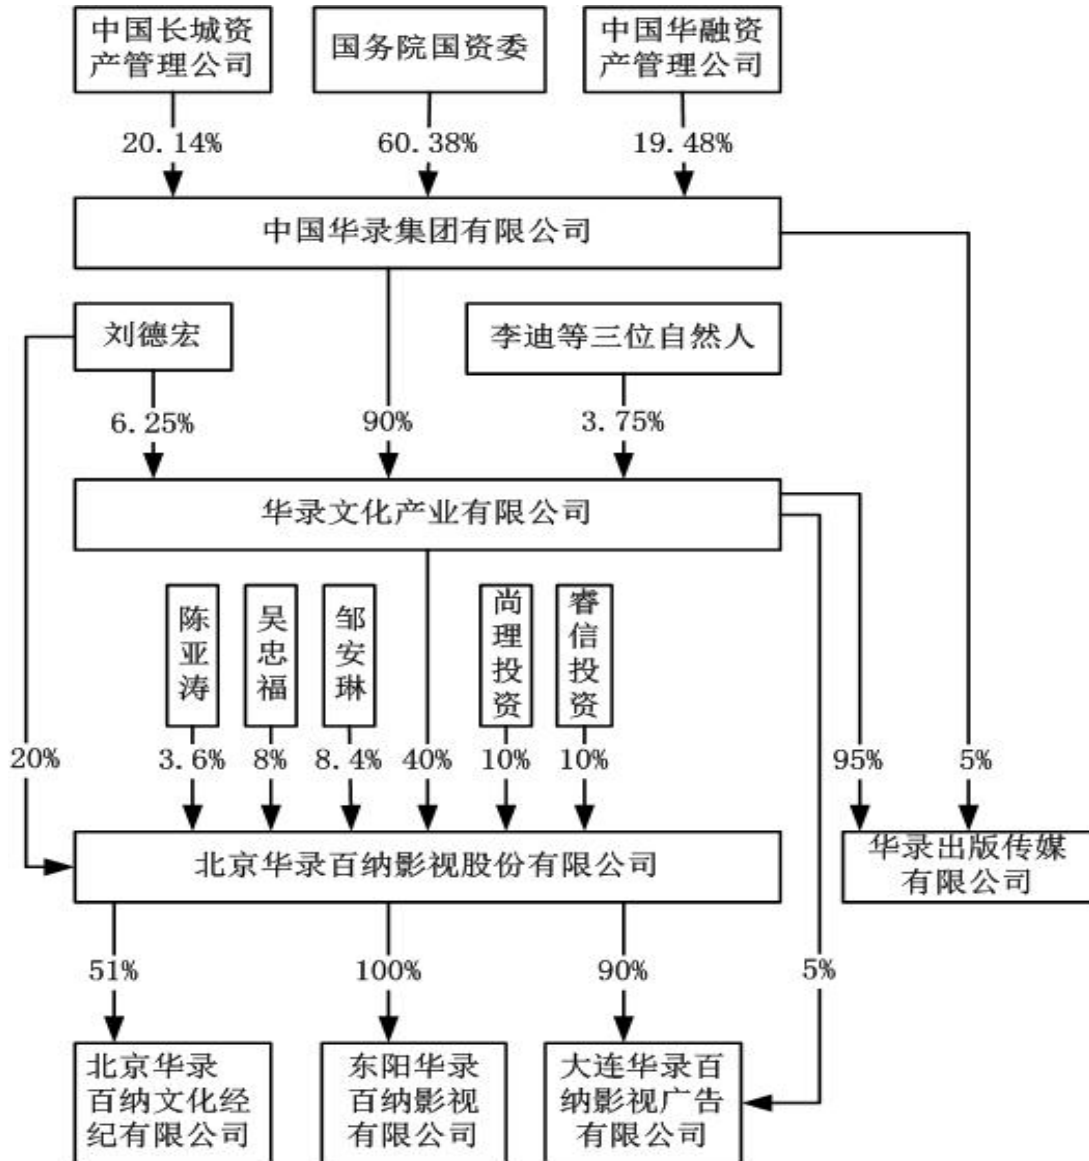 中国长城资
产管理公司
国务院国资委
中国华融资
产管理公司
20.14%
60.38%
19.48%
中国华录集团有限公司
刘德宏
李迪等三位自然人
6.25%
90%
3.75%
华录文化产业有限公司
陈亚涛
吴忠福
邹安琳
尚理投资
睿信投资
20%
3.6%
8%
8.4%
40%
10%
10%
95%
5%
北京华录百纳影视股份有限公司
华录出版传媒
有限公司
51%
100%
90%
5%
北京华录
百纳文化经
纪有限公司
东阳华录
百纳影视
有限公司
大连华录百
纳影视广告
有限公司